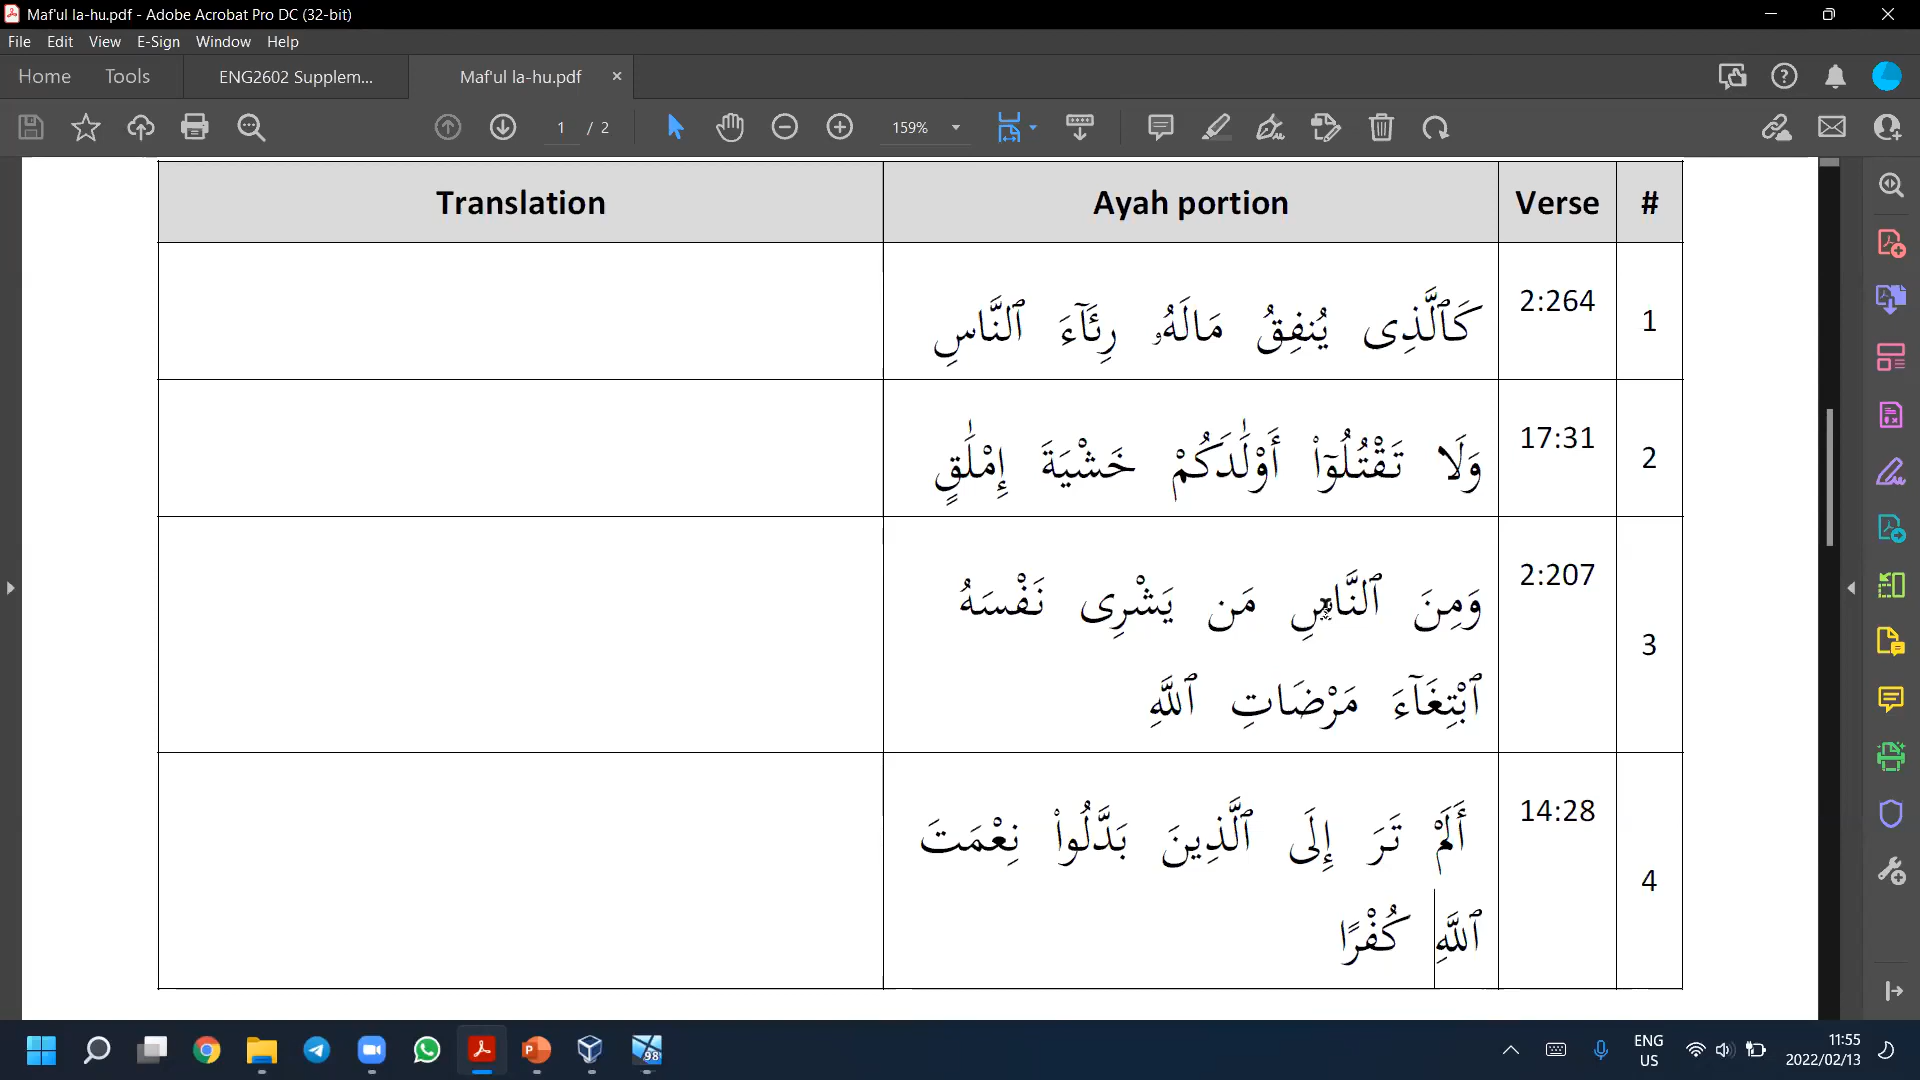 Maf'ul la-hu.pdf - Adobe Acrobat Pro DC (32-bit)
File Edit View E-Sign Window Help
Home Tools ENG2602 Supplem... Maf'ul la-hu.pdf
1 / 2 159%
Translation Ayah portion Verse #
كَٱلَّذِى يُنفِقُ مَالَهُۥ رِئَآءَ ٱلنَّاسِ 2:264 1
وَلَا تَقْتُلُوٓا۟ أَوْلَٰدَكُمْ خَشْيَةَ إِمْلَٰقٍ 17:31 2
وَمِنَ ٱلنَّاسِ مَن يَشْرِى نَفْسَهُ 2:207 3
ٱبْتِغَآءَ مَرْضَاتِ ٱللَّهِ
أَلَمْ تَرَ إِلَى ٱلَّذِينَ بَدَّلُوا۟ نِعْمَتَ 14:28 4
ٱللَّهِ كُفْرًا
98
ENG
US
11:55
2022/02/13